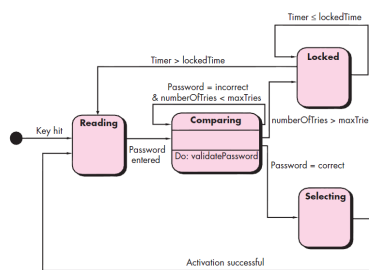 Timer ≤ lockedTime
Locked
Timer > lockedTime
Password = incorrect
& numberOfTries < maxTries
Reading
Comparing
numberOfTries > maxTrie
Key hit
Password
entered
Do: validatePassword
Password = correct
Selecting
Activation successful